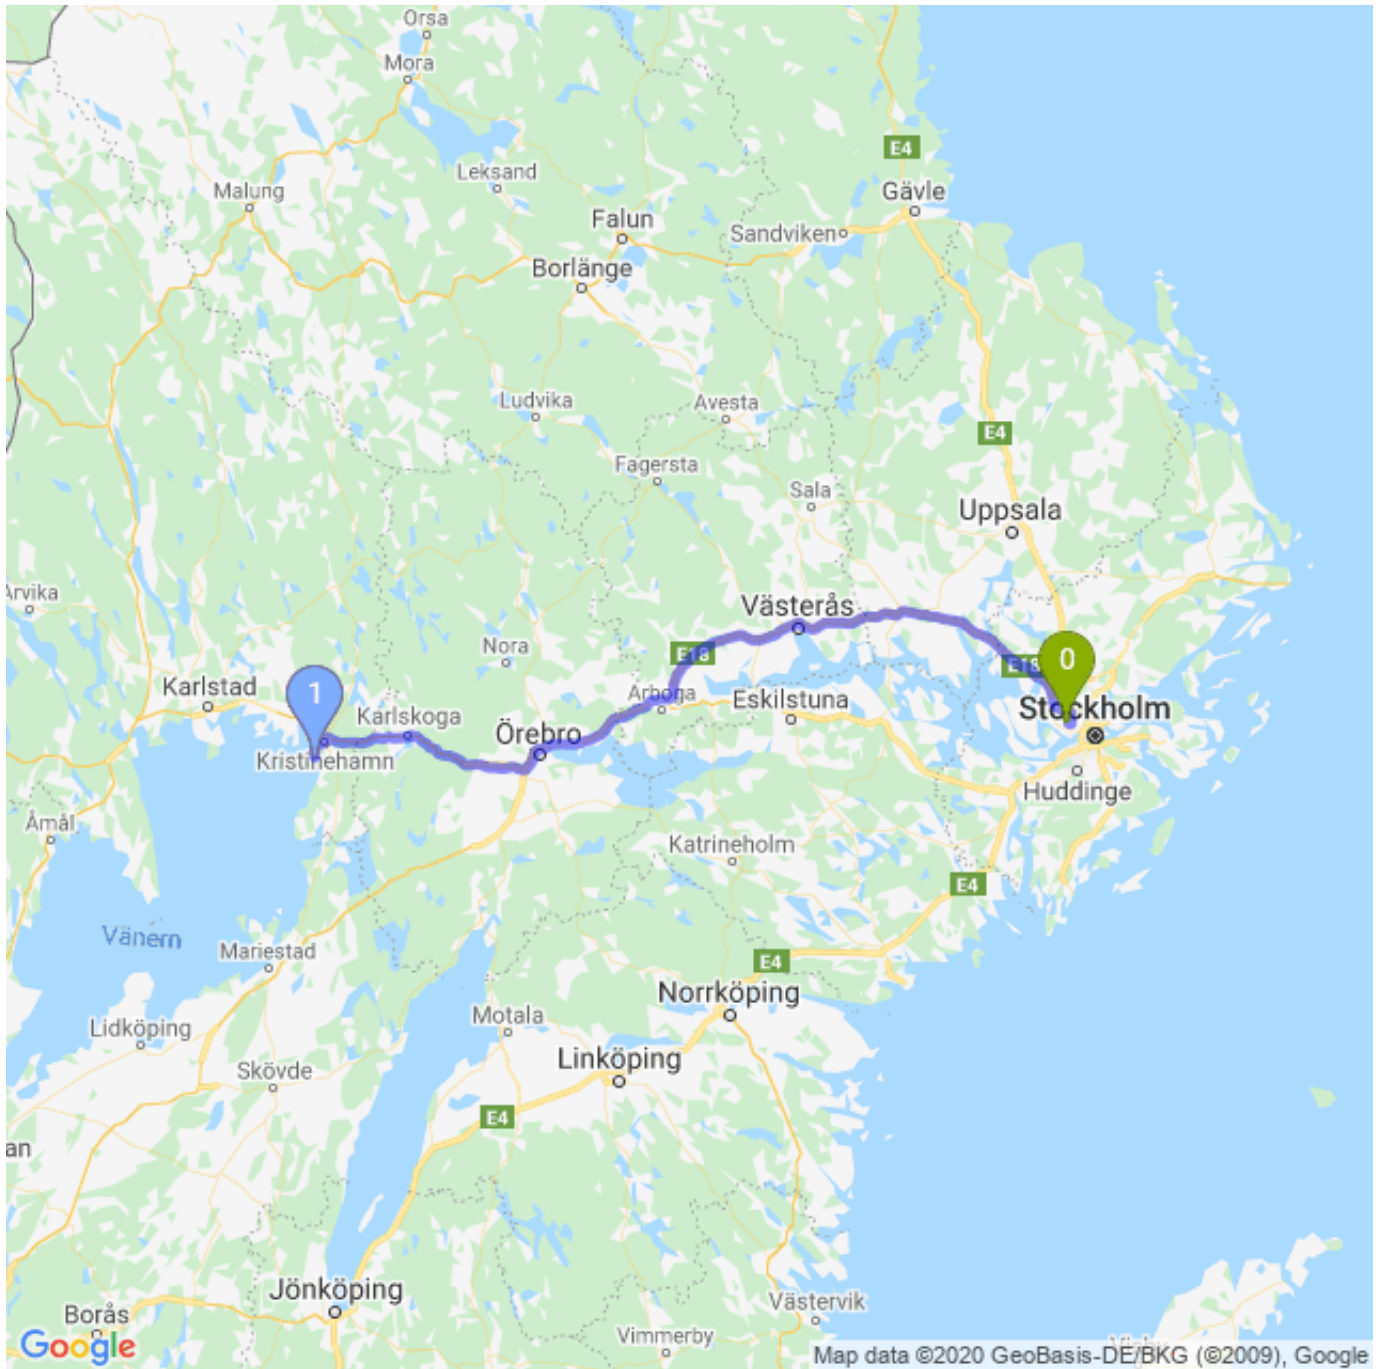 Orsa
Mora
E4
Leksand
Malung
Gävle
Falun
Sandviken
Borlänge
Ludvika
Avesta
E4
Fagersta
Sala
Uppsala
Arvika
Västerås
Nora
E18
E18
0
Karlstad
1
Arboga
Eskilstuna
Stockholm
Karlskoga
Örebro
Kristinehamn
Huddinge
Åmål
Katrineholm
E4
Vänern
Mariestad
E4
Norrköping
Motala
Lidköping
Linköping
Skövde
E4
an
Jönköping
Västervik
Borås
Vimmerby
Google
Map data ©2020 GeoBasis-DE/BKG (©2009), Google